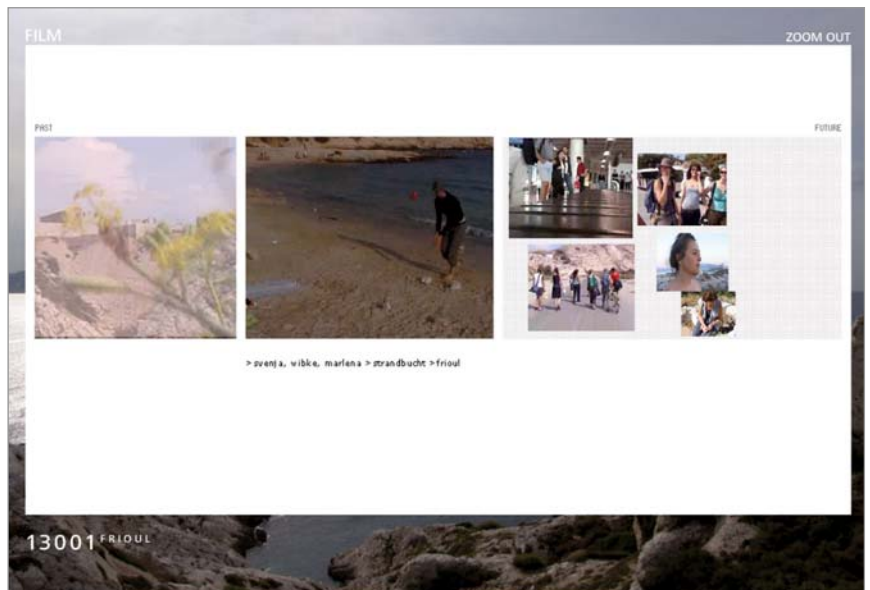 FILM
ZOOM OUT
PAST
FUTURE
> svenja, wibke, marlena > strandbucht > frioul
13001 FRIOUL